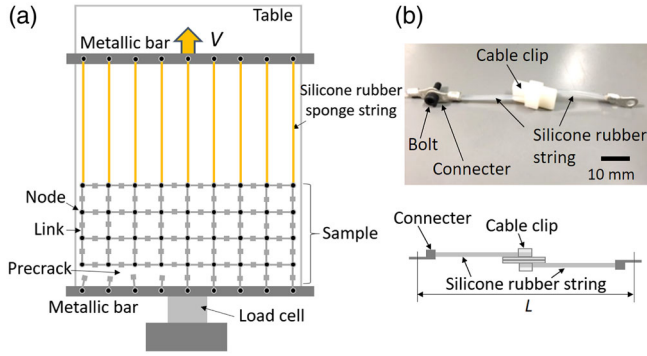 (a)
Table
Metallic bar
V
Silicone rubber
sponge string
Node
Link
Sample
Precrack
Metallic bar
Load cell
(b)
Cable clip
Bolt
Connecter
Silicone rubber
string
10 mm
Connecter
Cable clip
Silicone rubber string
L